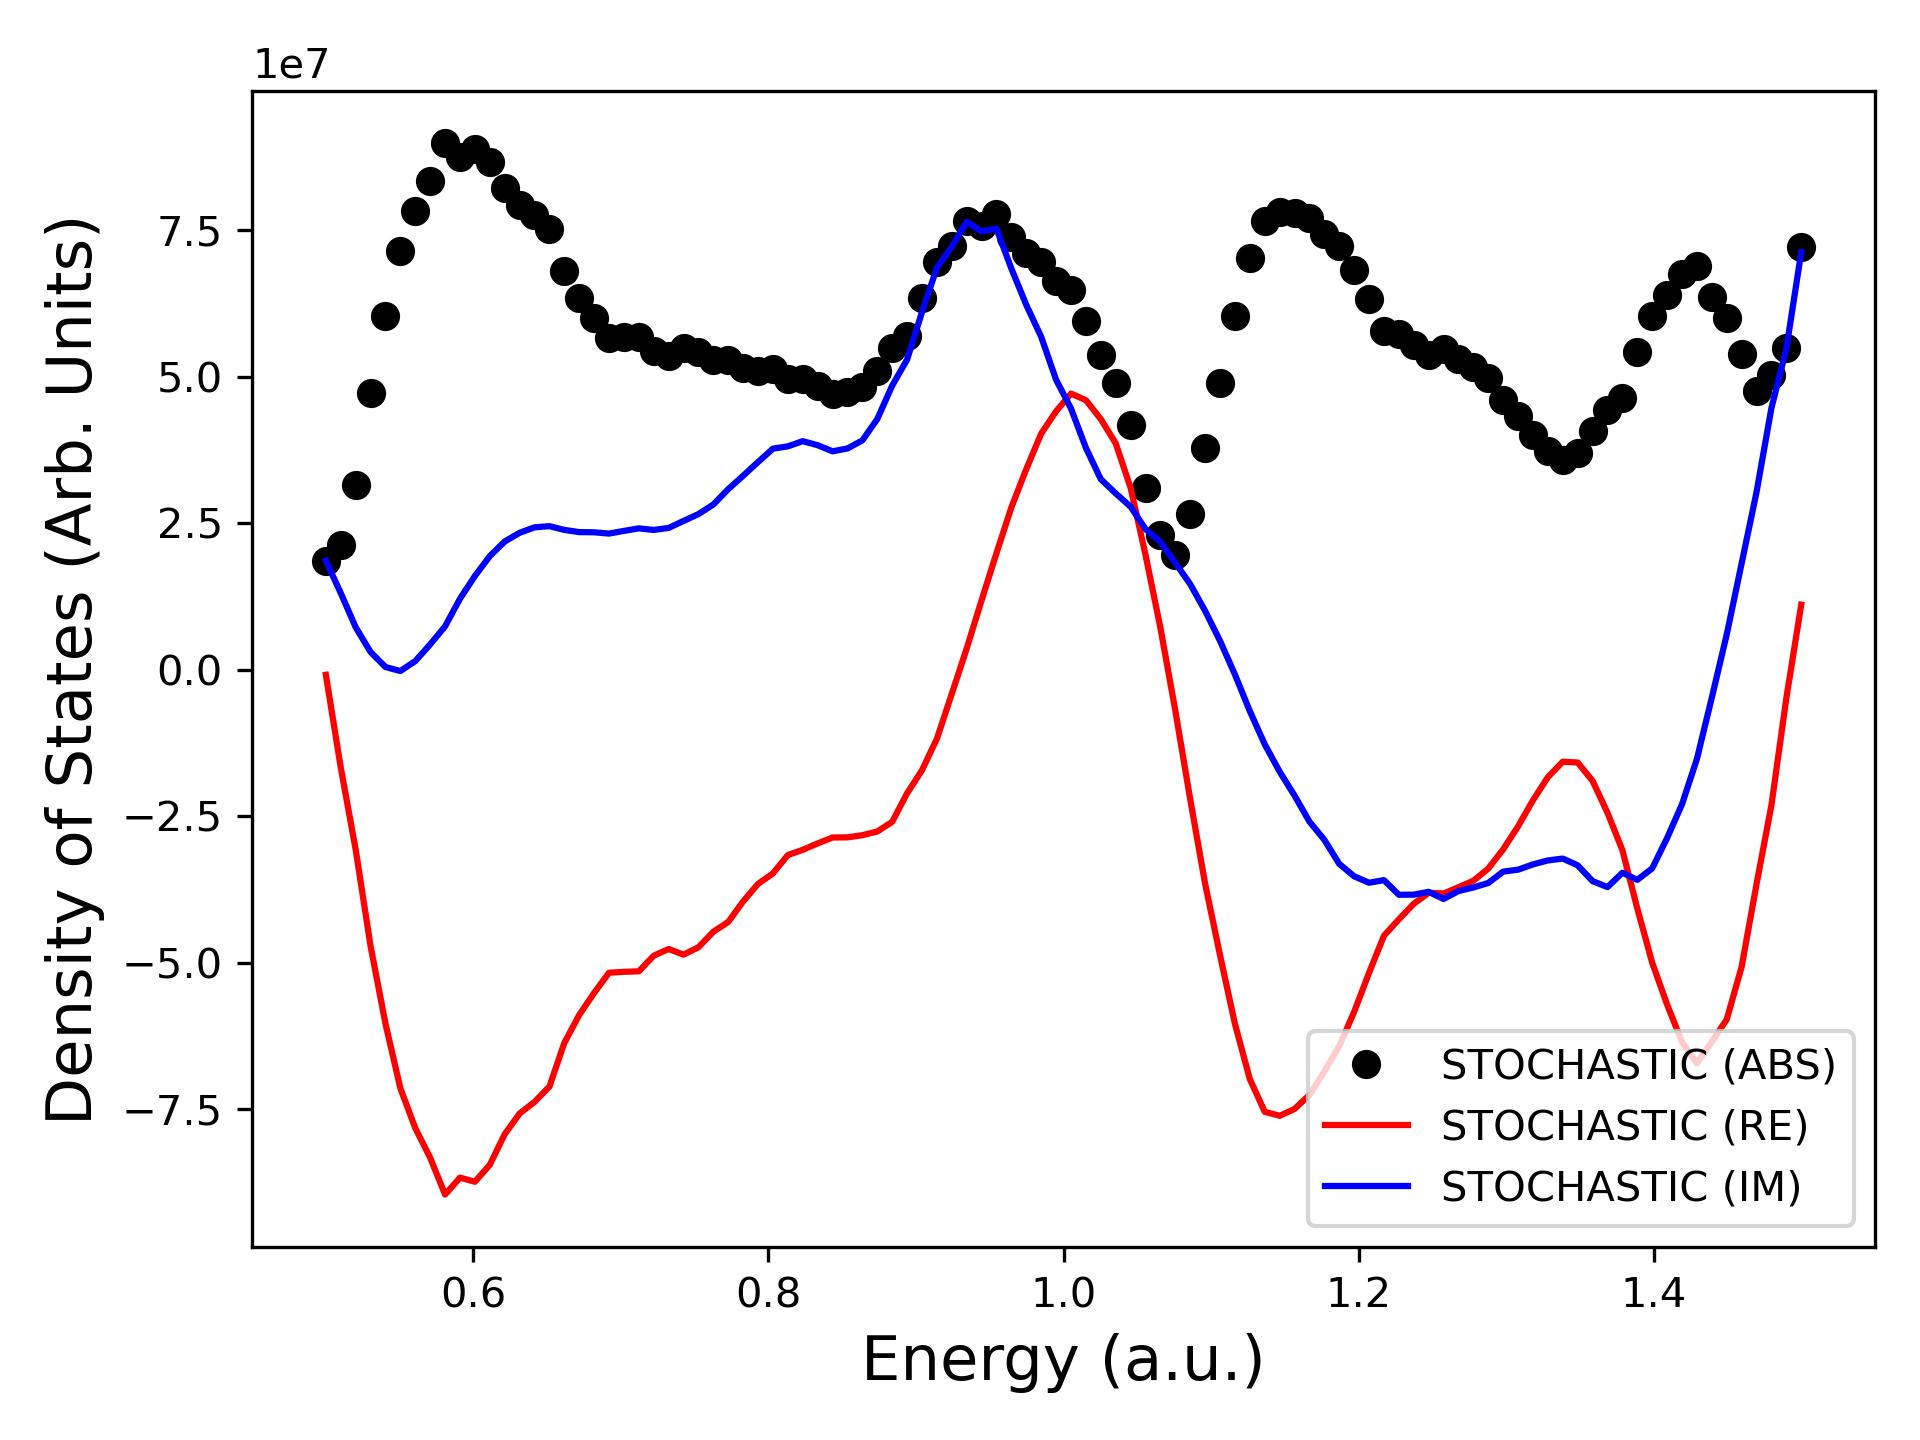 1e7
Density of States (Arb. Units)
7.5
5.0
2.5
0.0
−2.5
−5.0
−7.5
STOCHASTIC (ABS)
STOCHASTIC (RE)
STOCHASTIC (IM)
0.6 0.8 1.0 1.2 1.4
Energy (a.u.)